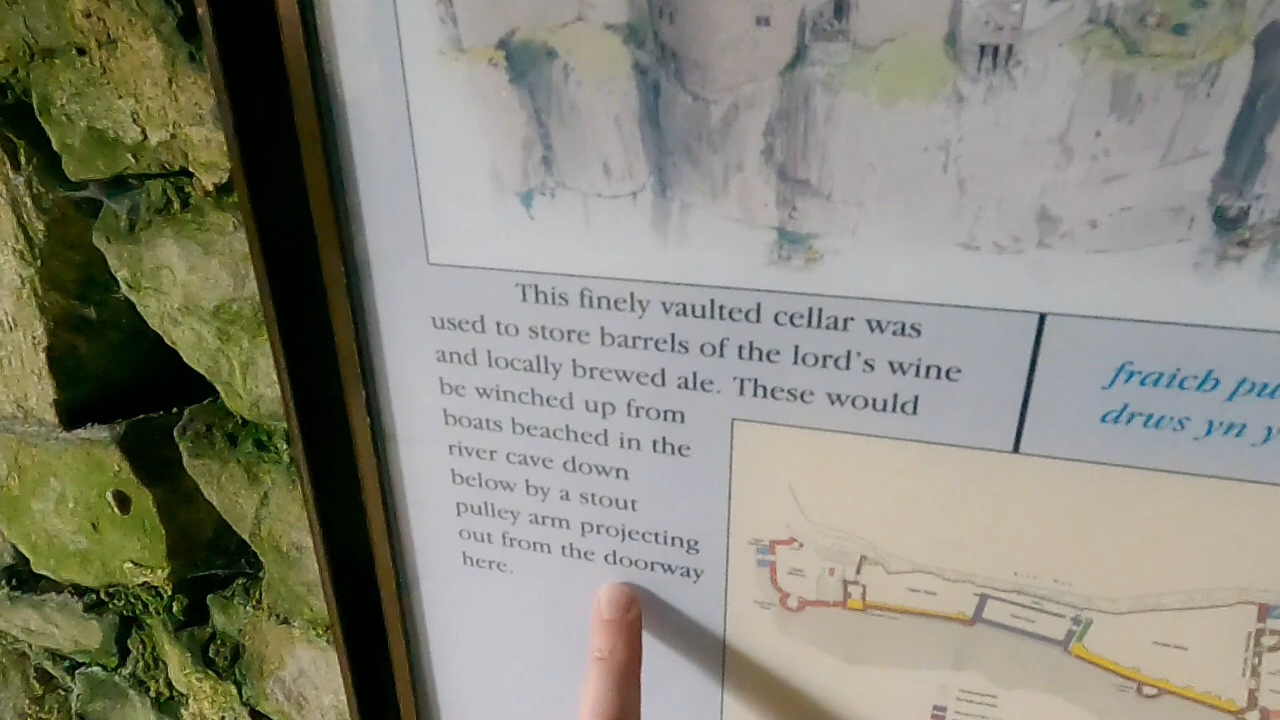 This finely vaulted cellar was
used to store barrels of the lord's wine
and locally brewed ale. These would
be winched up from
boats beached in the
river cave down
below by a stout
pulley arm projecting
out from the doorway
here.
fraich pu
drws yn y